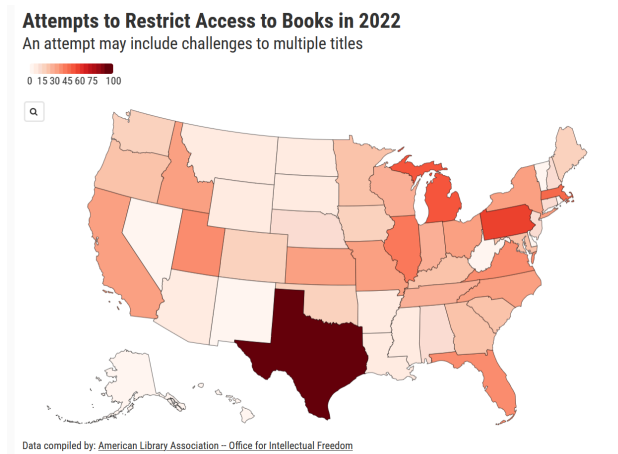 Attempts to Restrict Access to Books in 2022
An attempt may include challenges to multiple titles
0 15 30 45 60 75 100
Data compiled by: American Library Association – Office for Intellectual Freedom